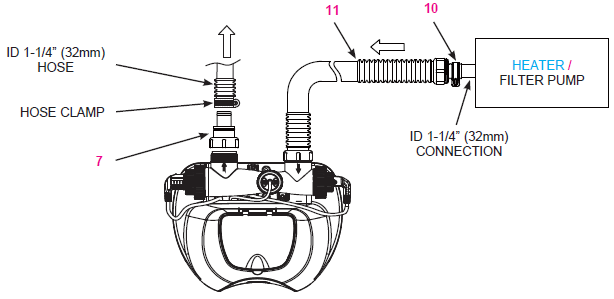 11
10
ID 1-1/4” (32mm)
HOSE
HEATER /
FILTER PUMP
HOSE CLAMP
ID 1-1/4” (32mm)
CONNECTION
7